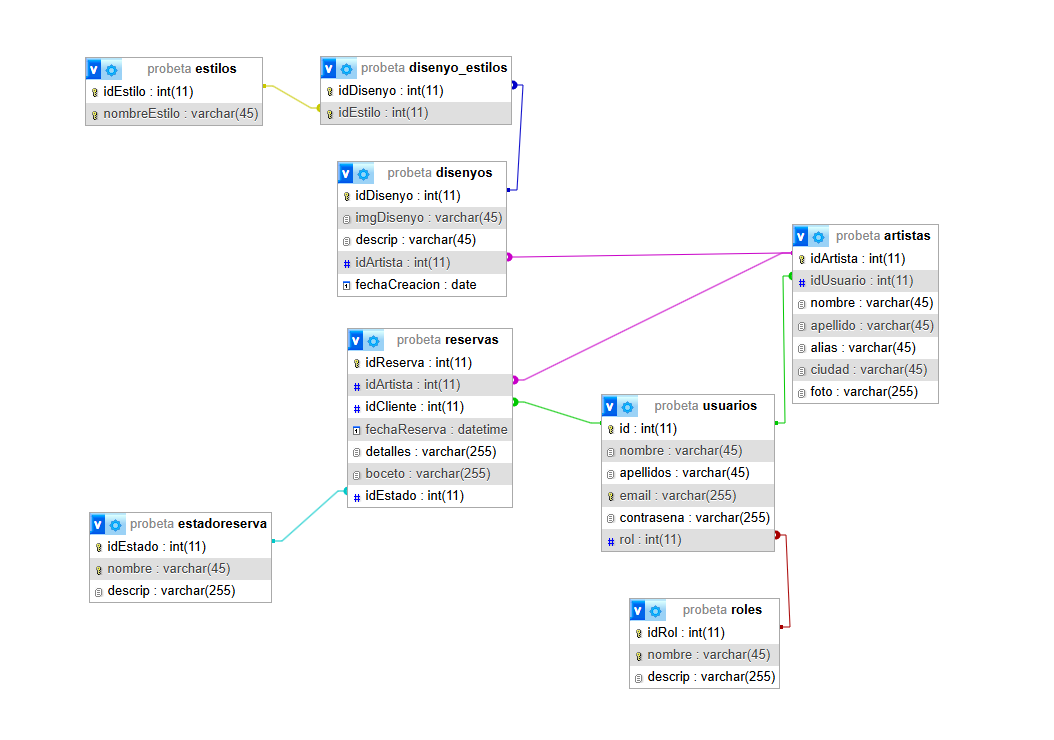 probeta estilos
idEstilo : int(11)
nombreEstilo : varchar(45)
probeta disenyo_estilos
idDisenyo : int(11)
idEstilo : int(11)
probeta disenyos
idDisenyo : int(11)
imgDisenyo : varchar(45)
descrip : varchar(45)
idArtista : int(11)
fechaCreacion : date
probeta artistas
idArtista : int(11)
idUsuario : int(11)
nombre : varchar(45)
apellido : varchar(45)
alias : varchar(45)
ciudad : varchar(45)
foto : varchar(255)
probeta reservas
idReserva : int(11)
idArtista : int(11)
idCliente : int(11)
fechaReserva : datetime
detalles : varchar(255)
boceto : varchar(255)
idEstado : int(11)
probeta usuarios
id : int(11)
nombre : varchar(45)
apellidos : varchar(45)
email : varchar(255)
contrasena : varchar(255)
rol : int(11)
probeta estadoreserva
idEstado : int(11)
nombre : varchar(45)
descrip : varchar(255)
probeta roles
idRol : int(11)
nombre : varchar(45)
descrip : varchar(255)